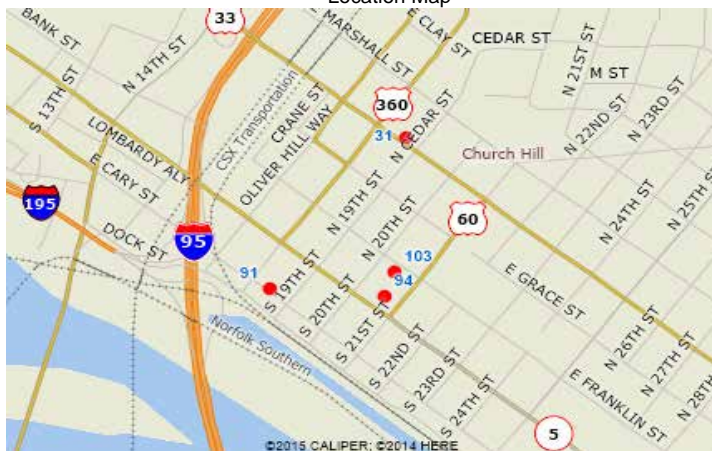 Location Map
33
E MARSHALL ST
E CLAY ST
CEDAR ST
BANK ST
N 14TH ST
N 21ST ST
M ST
S 13TH ST
CSX Transportation
CRANE ST
360
N 22ND ST
N 23RD ST
LOMBARDY ALY
OLIVER HILL WAY
31
N CEDAR ST
Church Hill
E CARY ST
195
N 19TH ST
N 20TH ST
60
N 24TH ST
N 25TH ST
DOCK ST
95
91
103
94
E GRACE ST
S 19TH ST
S 20TH ST
S 21ST ST
Norfolk Southern
S 22ND ST
S 23RD ST
S 24TH ST
N 26TH ST
N 27TH ST
N 28TH
E FRANKLIN ST
5
©2015 CALIPER; ©2014 HERE